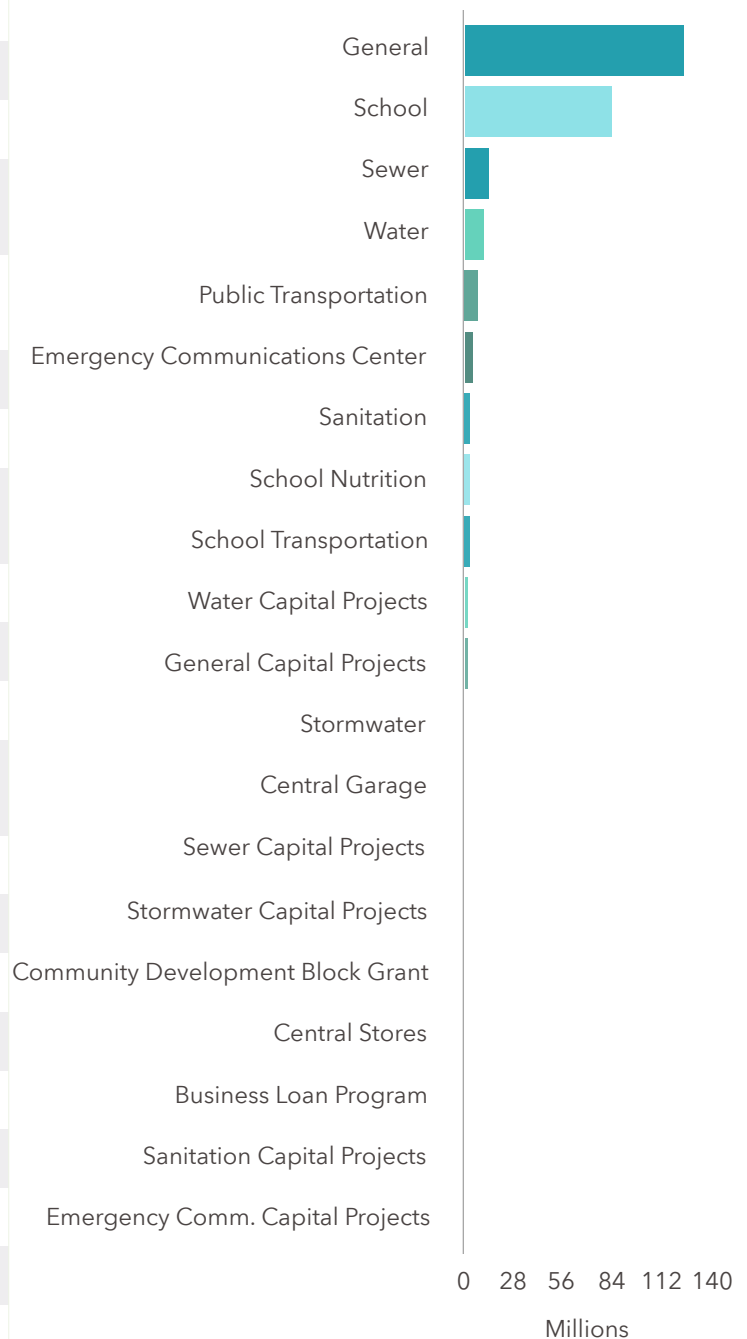 General
School
Sewer
Water
Public Transportation
Emergency Communications Center
Sanitation
School Nutrition
School Transportation
Water Capital Projects
General Capital Projects
Stormwater
Central Garage
Sewer Capital Projects
Stormwater Capital Projects
Community Development Block Grant
Central Stores
Business Loan Program
Sanitation Capital Projects
Emergency Comm. Capital Projects
0 28 56 84 112 140
Millions